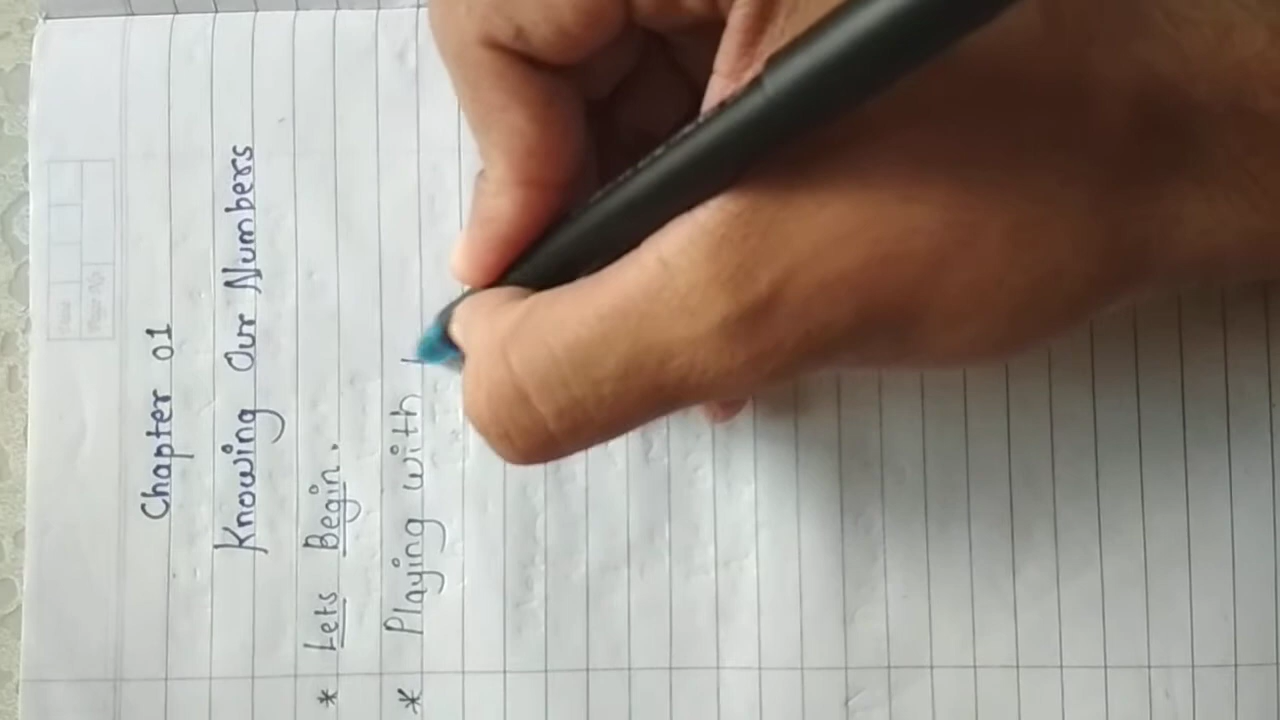 Chapter 01
Knowing Our Numbers
* Lets Begin.
* Playing with